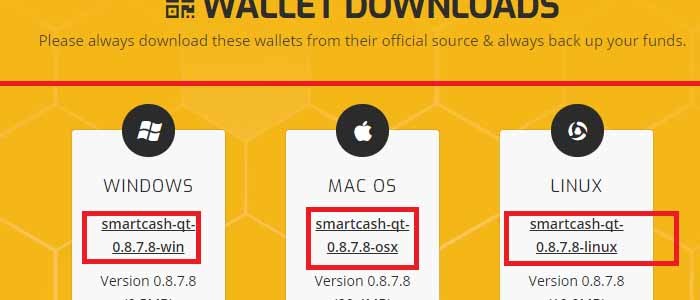 WALLET DOWNLOADS
Please always download these wallets from their official source & always back up your funds.
WINDOWS
smartcash-qt-
0.8.7.8-win
Version 0.8.7.8
MAC OS
smartcash-qt-
0.8.7.8-osx
Version 0.8.7.8
LINUX
smartcash-qt-
0.8.7.8-linux
Version 0.8.7.8